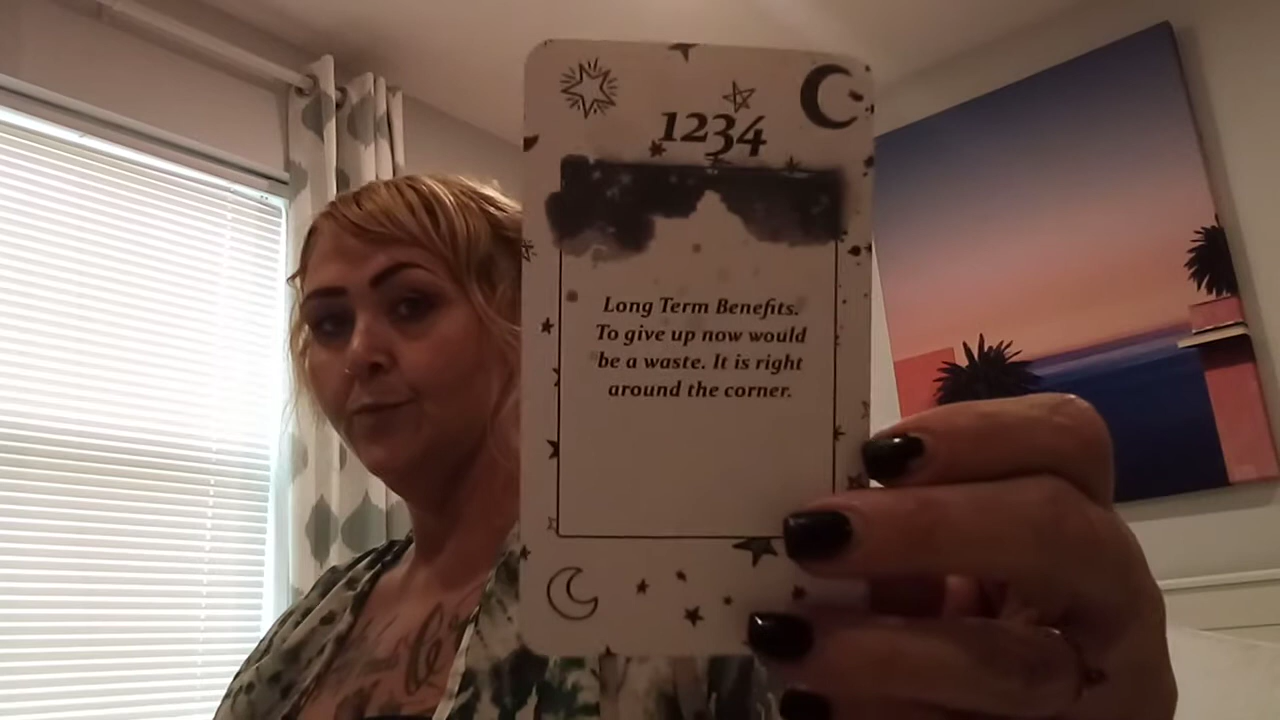 1234
Long Term Benefits.
To give up now would
be a waste. It is right
around the corner.